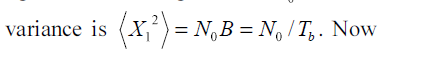 variance is ⟨X₁²⟩ = N₀B = N₀ / T_b. Now